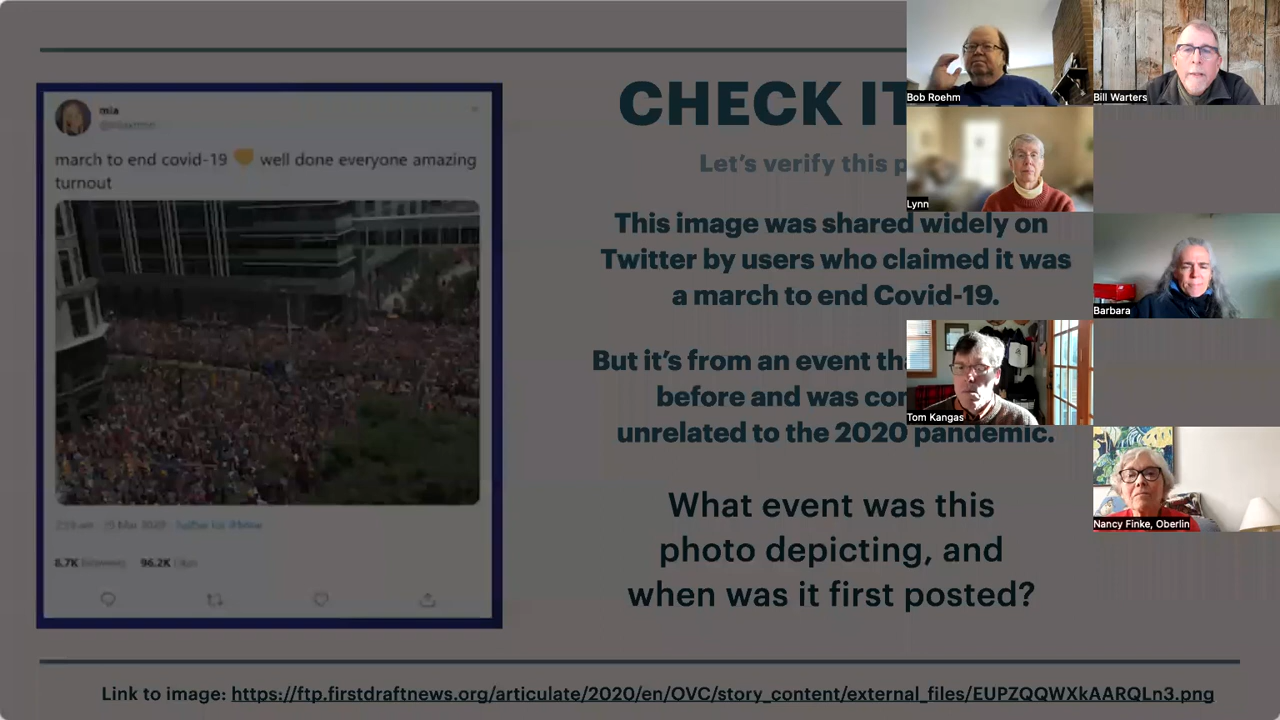 mia
march to end covid-19 well done everyone amazing
turnout
8.7K
96.2K
CHECK IT
Let's verify this p
This image was shared widely on
Twitter by users who claimed it was
a march to end Covid-19.
But it's from an event tha
before and was co
unrelated to the 2020 pandemic.
What event was this
photo depicting, and
when was it first posted?
Link to image: https://ftp.firstdraftnews.org/articulate/2020/en/OVC/story_content/external_files/EUPZQQWXkAARQLn3.png
Bob Roehm
Bill Warters
Lynn
Barbara
Tom Kangas
Nancy Finke, Oberlin